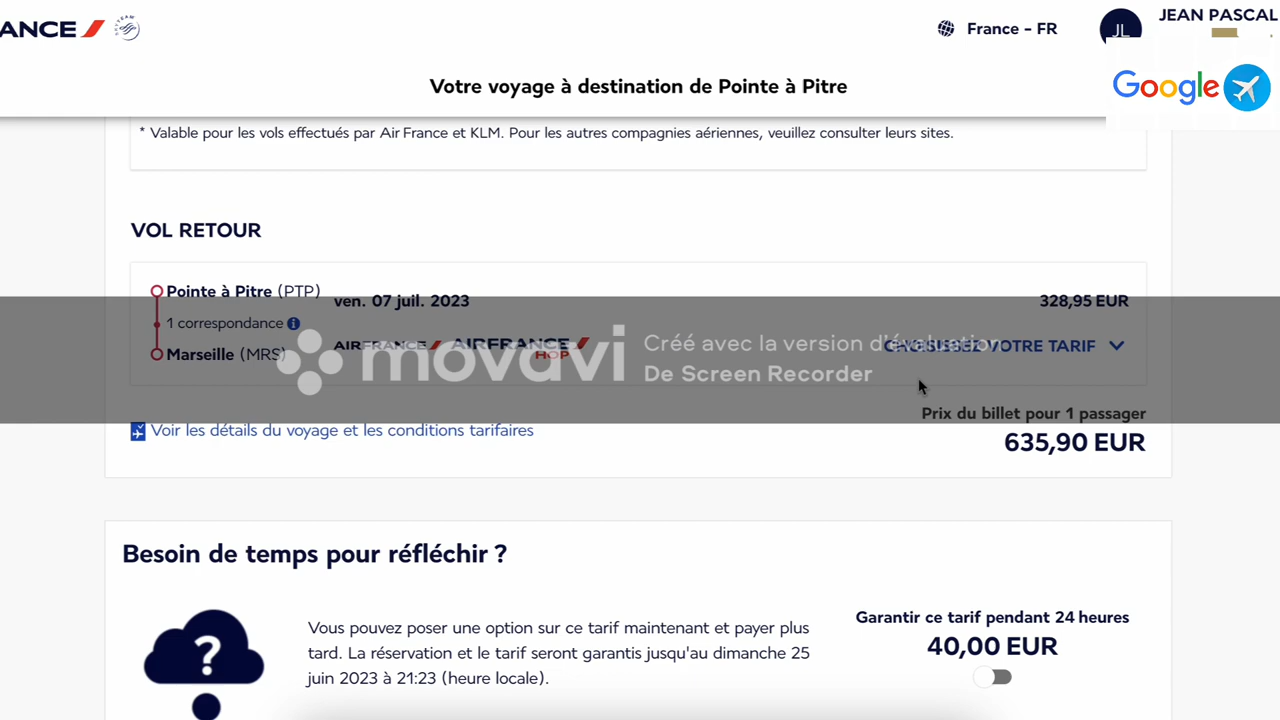 ANCE
France - FR
JL
JEAN PASCAL
Votre voyage à destination de Pointe à Pitre
Google
* Valable pour les vols effectués par Air France et KLM. Pour les autres compagnies aériennes, veuillez consulter leurs sites.
VOL RETOUR
Pointe à Pitre (PTP)
ven. 07 juil. 2023
328,95 EUR
1 correspondance
Marseille (MRS)
AIRFRANCE
AIRFRANCE
HOP
movavi
Créé avec la version d'évaluation
De Screen Recorder
CHOISISSEZ VOTRE TARIF
Prix du billet pour 1 passager
635,90 EUR
Voir les détails du voyage et les conditions tarifaires
Besoin de temps pour réfléchir ?
Vous pouvez poser une option sur ce tarif maintenant et payer plus
tard. La réservation et le tarif seront garantis jusqu'au dimanche 25
juin 2023 à 21:23 (heure locale).
Garantir ce tarif pendant 24 heures
40,00 EUR